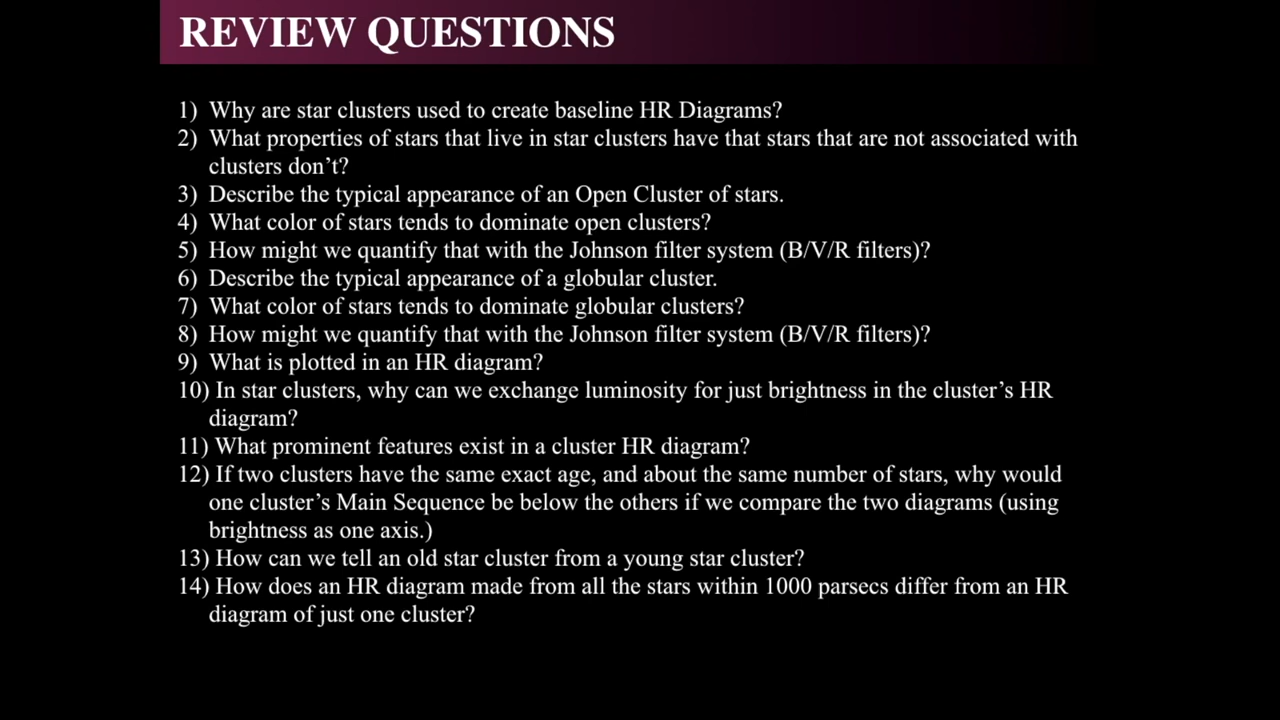 REVIEW QUESTIONS
1) Why are star clusters used to create baseline HR Diagrams?
2) What properties of stars that live in star clusters have that stars that are not associated with
clusters don't?
3) Describe the typical appearance of an Open Cluster of stars.
4) What color of stars tends to dominate open clusters?
5) How might we quantify that with the Johnson filter system (B/V/R filters)?
6) Describe the typical appearance of a globular cluster.
7) What color of stars tends to dominate globular clusters?
8) How might we quantify that with the Johnson filter system (B/V/R filters)?
9) What is plotted in an HR diagram?
10) In star clusters, why can we exchange luminosity for just brightness in the cluster's HR
diagram?
11) What prominent features exist in a cluster HR diagram?
12) If two clusters have the same exact age, and about the same number of stars, why would
one cluster's Main Sequence be below the others if we compare the two diagrams (using
brightness as one axis.)
13) How can we tell an old star cluster from a young star cluster?
14) How does an HR diagram made from all the stars within 1000 parsecs differ from an HR
diagram of just one cluster?